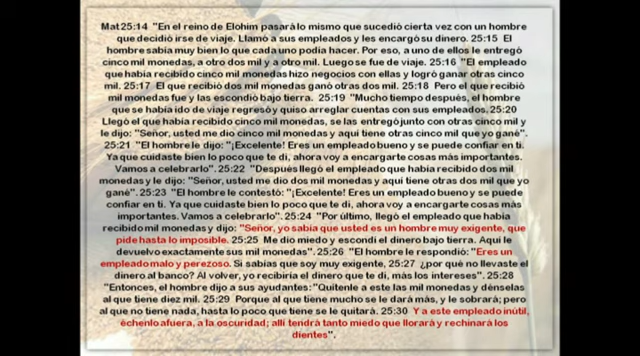 Mat 25:14 "En el reino de Elohim pasará lo mismo que sucedió cierta vez con un hombre
que decidió irse de viaje. Llamó a sus empleados y les encargó su dinero. 25:15 El
hombre sabía muy bien lo que cada uno podía hacer. Por eso, a uno de ellos le entregó
cinco mil monedas, a otro dos mil y a otro mil. Luego se fue de viaje. 25:16 "El empleado
que había recibido cinco mil monedas hizo negocios con ellas y logró ganar otras cinco
mil. 25:17 El que recibió dos mil monedas ganó otras dos mil. 25:18 Pero el que recibió
mil monedas fue y las escondió bajo tierra. 25:19 "Mucho tiempo después, el hombre
que se había ido de viaje regresó y quiso arreglar cuentas con sus empleados. 25:20
Llegó el que había recibido cinco mil monedas, se las entregó junto con otras cinco mil y
le dijo: "Señor, usted me dio cinco mil monedas y aquí tiene otras cinco mil que yo gané".
25:21 "El hombre le dijo: "¡Excelente! Eres un empleado bueno y se puede confiar en ti.
Ya que cuidaste bien lo poco que te di, ahora voy a encargarte cosas más importantes.
Vamos a celebrarlo". 25:22 "Después llegó el empleado que había recibido dos mil
monedas y le dijo: "Señor, usted me dio dos mil monedas y aquí tiene otras dos mil que yo
gané". 25:23 "El hombre le contestó: "¡Excelente! Eres un empleado bueno y se puede
confiar en ti. Ya que cuidaste bien lo poco que te di, ahora voy a encargarte cosas más
importantes. Vamos a celebrarlo". 25:24 "Por último, llegó el empleado que había
recibido mil monedas y dijo: "Señor, yo sabía que usted es un hombre muy exigente, que
pide hasta lo imposible. 25:25 Me dio miedo y escondí el dinero bajo tierra. Aquí le
devuelvo exactamente sus mil monedas". 25:26 "El hombre le respondió: "Eres un
empleado malo y perezoso. Si sabías que soy muy exigente, 25:27 ¿por qué no llevaste el
dinero al banco? Al volver, yo recibiría el dinero que te di, más los intereses". 25:28
"Entonces, el hombre dijo a sus ayudantes: "Quítenle a este las mil monedas y dénselas
al que tiene diez mil. 25:29 Porque al que tiene mucho se le dará más, y le sobrará; pero
al que no tiene nada, hasta lo poco que tiene se le quitará. 25:30 Y a este empleado inútil,
échenlo afuera, a la oscuridad; allí tendrá tanto miedo que llorará y rechinará los
dientes".